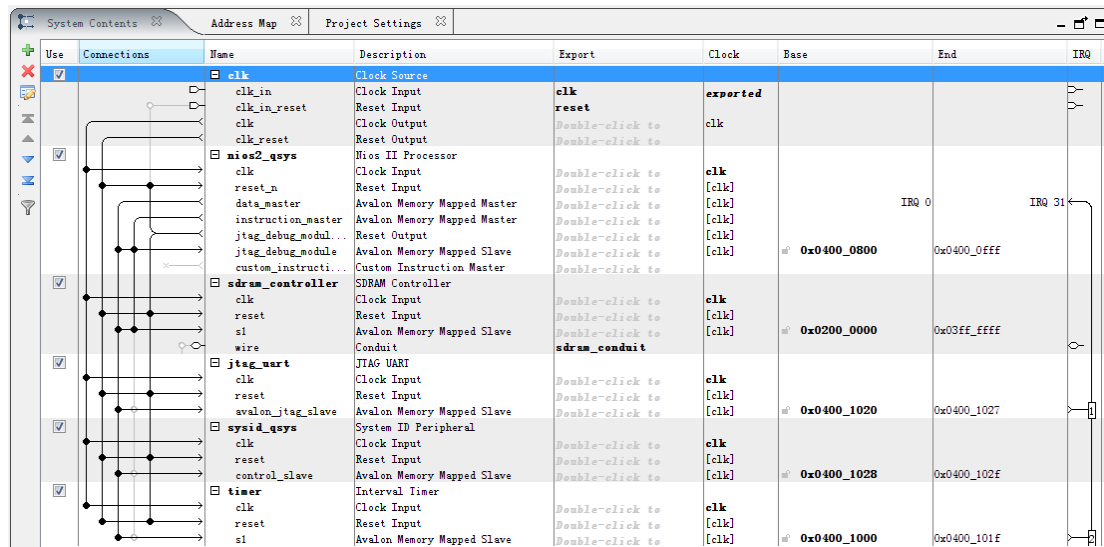 System Contents Address Map Project Settings
Use Connections Name Description Export Clock Base End IRQ
clk Clock Source
clk_in Clock Input clk exported
clk_in_reset Reset Input reset
clk Clock Output Double-click to clk
clk_reset Reset Output Double-click to
nios2_qsys Nios II Processor
clk Clock Input Double-click to clk
reset_n Reset Input Double-click to [clk]
data_master Avalon Memory Mapped Master Double-click to [clk] IRQ 0 IRQ 31
instruction_master Avalon Memory Mapped Master Double-click to [clk]
jtag_debug_modul... Reset Output Double-click to [clk]
jtag_debug_module Avalon Memory Mapped Slave Double-click to [clk] 0x0400_0800 0x0400_0fff
custom_instructi... Custom Instruction Master Double-click to
sdram_controller SDRAM Controller
clk Clock Input Double-click to clk
reset Reset Input Double-click to [clk]
s1 Avalon Memory Mapped Slave Double-click to [clk] 0x0200_0000 0x03ff_ffff
wire Conduit sdram_conduit
jtag_uart JTAG UART
clk Clock Input Double-click to clk
reset Reset Input Double-click to [clk]
avalon_jtag_slave Avalon Memory Mapped Slave Double-click to [clk] 0x0400_1020 0x0400_1027 1
sysid_qsys System ID Peripheral
clk Clock Input Double-click to clk
reset Reset Input Double-click to [clk]
control_slave Avalon Memory Mapped Slave Double-click to [clk] 0x0400_1028 0x0400_102f
timer Interval Timer
clk Clock Input Double-click to clk
reset Reset Input Double-click to [clk]
s1 Avalon Memory Mapped Slave Double-click to [clk] 0x0400_1000 0x0400_101f 2